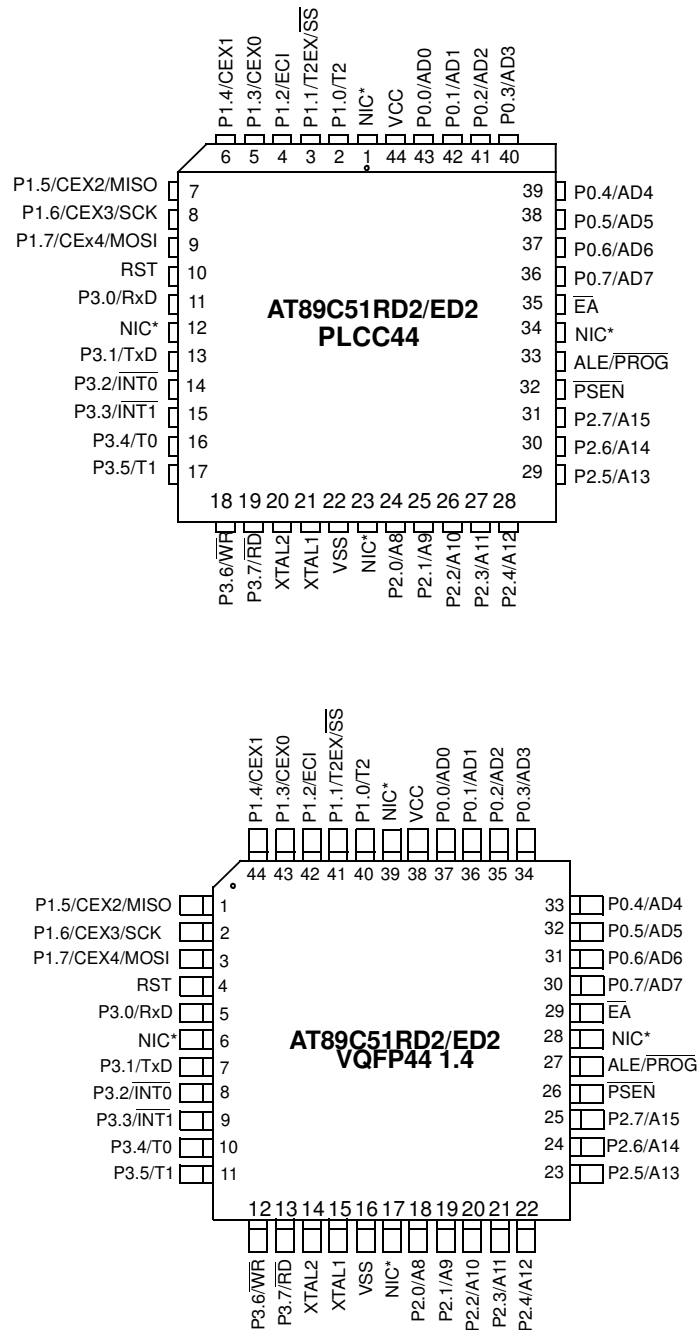 P1.4/CEX1
P1.3/CEX0
P1.2/ECI
P1.1/T2EX/SS
P1.0/T2
NIC*
VCC
P0.0/AD0
P0.1/AD1
P0.2/AD2
P0.3/AD3
6 5 4 3 2 1 44 43 42 41 40
P1.5/CEX2/MISO 7 39 P0.4/AD4
P1.6/CEX3/SCK 8 38 P0.5/AD5
P1.7/CEx4/MOSI 9 37 P0.6/AD6
RST 10 36 P0.7/AD7
P3.0/RxD 11 35 EA
NIC* 12 34 NIC*
P3.1/TxD 13 33 ALE/PROG
P3.2/INT0 14 32 PSEN
P3.3/INT1 15 31 P2.7/A15
P3.4/T0 16 30 P2.6/A14
P3.5/T1 17 29 P2.5/A13
AT89C51RD2/ED2
PLCC44
18 19 20 21 22 23 24 25 26 27 28
P3.6/WR
P3.7/RD
XTAL2
XTAL1
VSS
NIC*
P2.0/A8
P2.1/A9
P2.2/A10
P2.3/A11
P2.4/A12
P1.4/CEX1
P1.3/CEX0
P1.2/ECI
P1.1/T2EX/SS
P1.0/T2
NIC*
VCC
P0.0/AD0
P0.1/AD1
P0.2/AD2
P0.3/AD3
44 43 42 41 40 39 38 37 36 35 34
P1.5/CEX2/MISO 1 33 P0.4/AD4
P1.6/CEX3/SCK 2 32 P0.5/AD5
P1.7/CEX4/MOSI 3 31 P0.6/AD6
RST 4 30 P0.7/AD7
P3.0/RxD 5 29 EA
NIC* 6 28 NIC*
P3.1/TxD 7 27 ALE/PROG
P3.2/INT0 8 26 PSEN
P3.3/INT1 9 25 P2.7/A15
P3.4/T0 10 24 P2.6/A14
P3.5/T1 11 23 P2.5/A13
AT89C51RD2/ED2
VQFP44 1.4
12 13 14 15 16 17 18 19 20 21 22
P3.6/WR
P3.7/RD
XTAL2
XTAL1
VSS
NIC*
P2.0/A8
P2.1/A9
P2.2/A10
P2.3/A11
P2.4/A12